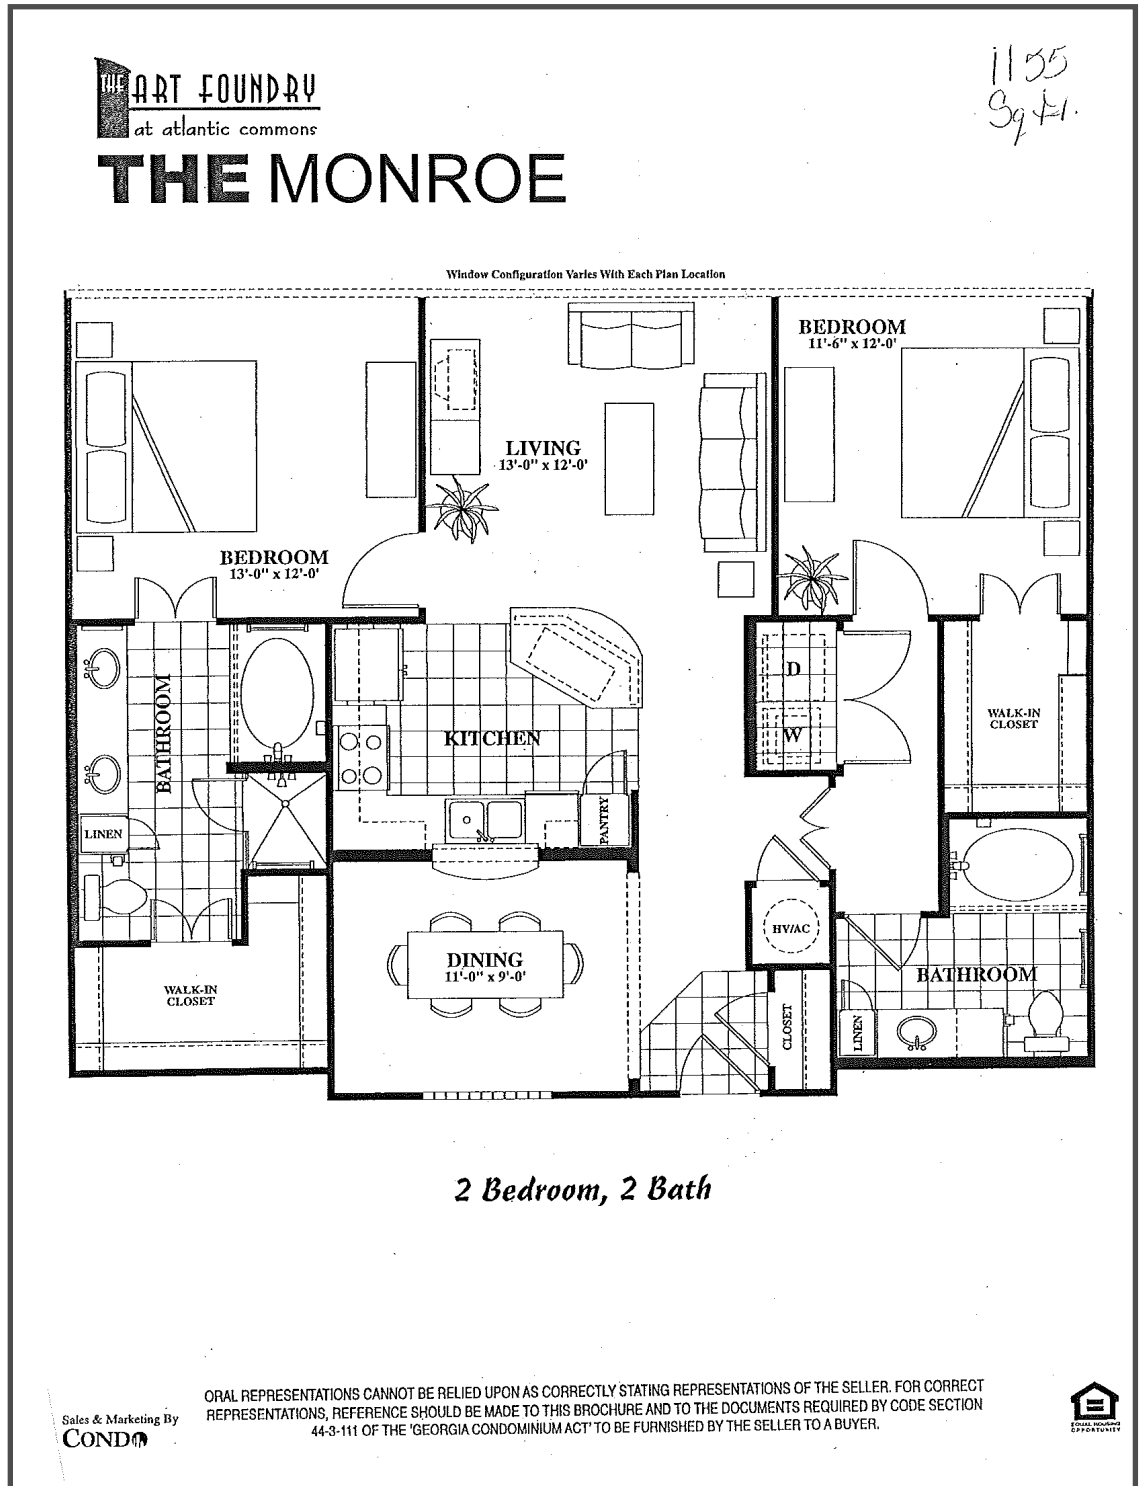 THE ART FOUNDRY
at atlantic commons
THE MONROE
1155
Sq ft.
Window Configuration Varies With Each Plan Location
BEDROOM
11'-6" x 12'-0'
LIVING
13'-0" x 12'-0'
BEDROOM
13'-0" x 12'-0'
D
W
WALK-IN
CLOSET
BATHROOM
KITCHEN
PANTRY
LINEN
HV/AC
DINING
11'-0" x 9'-0'
BATHROOM
WALK-IN
CLOSET
CLOSET
LINEN
2 Bedroom, 2 Bath
ORAL REPRESENTATIONS CANNOT BE RELIED UPON AS CORRECTLY STATING REPRESENTATIONS OF THE SELLER. FOR CORRECT
REPRESENTATIONS, REFERENCE SHOULD BE MADE TO THIS BROCHURE AND TO THE DOCUMENTS REQUIRED BY CODE SECTION
44-3-111 OF THE 'GEORGIA CONDOMINIUM ACT' TO BE FURNISHED BY THE SELLER TO A BUYER.
Sales & Marketing By
CONDO
EQUAL HOUSING
OPPORTUNITY